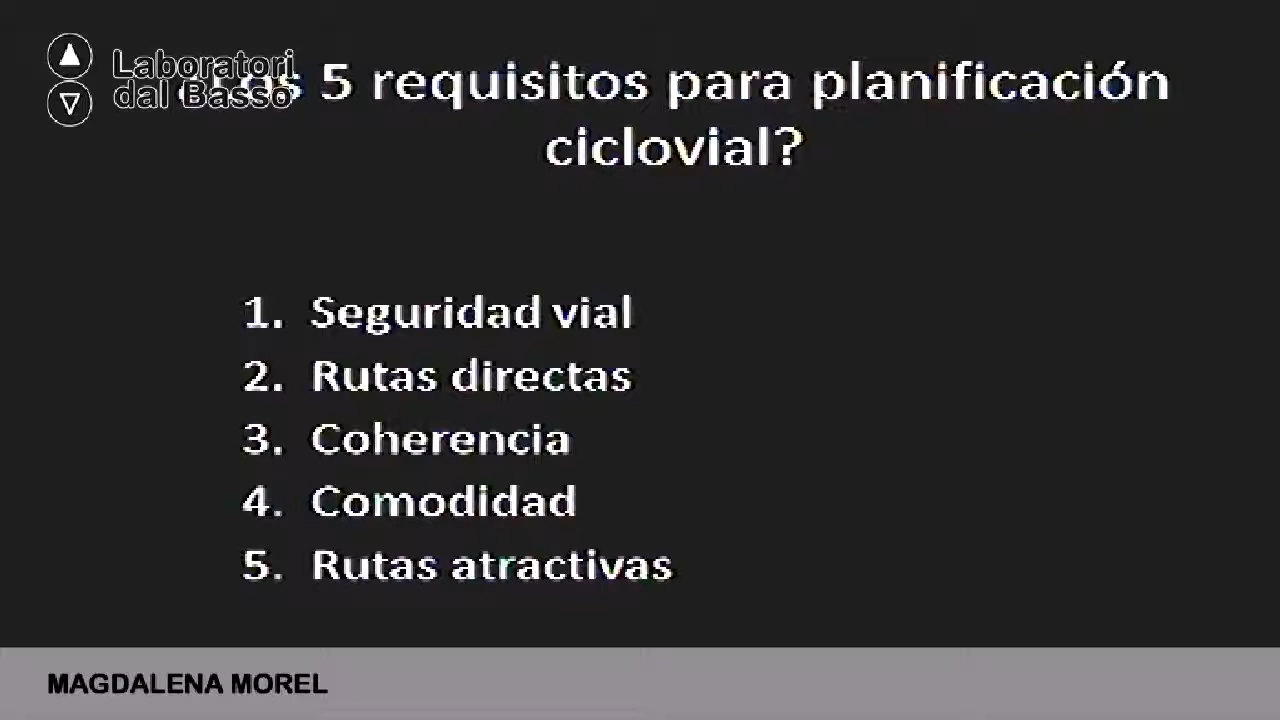 Laboratori
dal Basso
¿Los 5 requisitos para planificación
ciclovial?
1. Seguridad vial
2. Rutas directas
3. Coherencia
4. Comodidad
5. Rutas atractivas
MAGDALENA MOREL